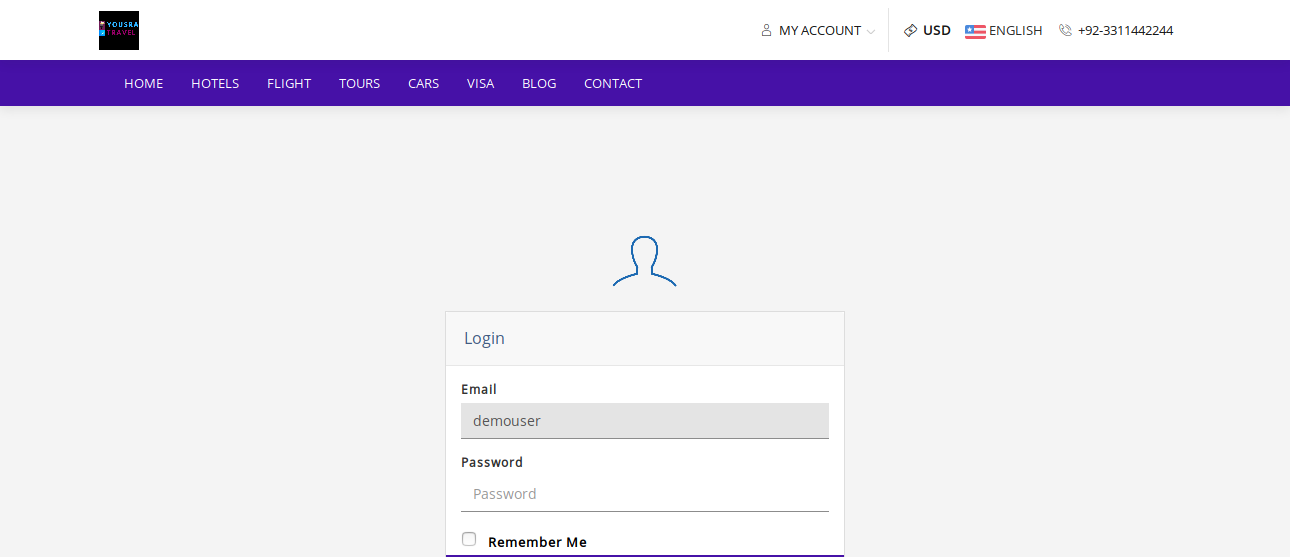 YOUSRA
TRAVEL
MY ACCOUNT
USD
ENGLISH
+92-3311442244
HOME
HOTELS
FLIGHT
TOURS
CARS
VISA
BLOG
CONTACT
Login
Email
demouser
Password
Password
Remember Me